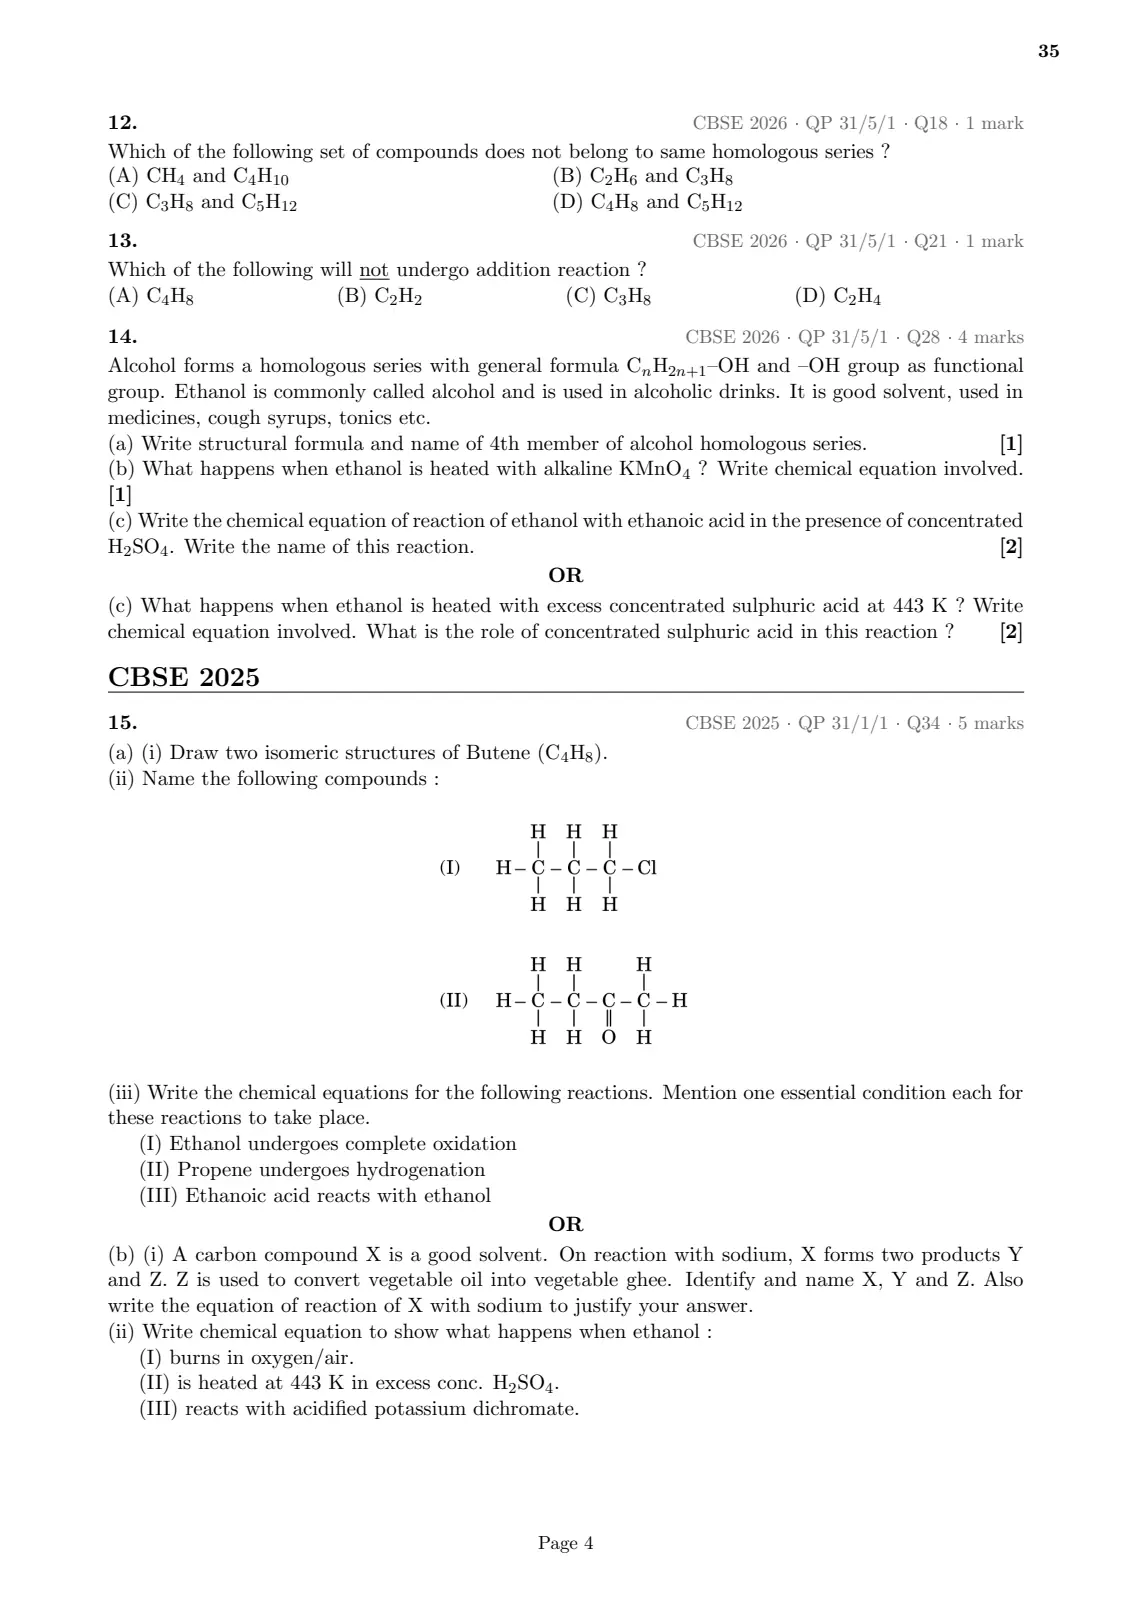 35
12. CBSE 2026 · QP 31/5/1 · Q18 · 1 mark
Which of the following set of compounds does not belong to same homologous series ?
(A) CH₄ and C₄H₁₀ (B) C₂H₆ and C₃H₈
(C) C₃H₈ and C₅H₁₂ (D) C₄H₈ and C₅H₁₂
13. CBSE 2026 · QP 31/5/1 · Q21 · 1 mark
Which of the following will not undergo addition reaction ?
(A) C₄H₈ (B) C₂H₂ (C) C₃H₈ (D) C₂H₄
14. CBSE 2026 · QP 31/5/1 · Q28 · 4 marks
Alcohol forms a homologous series with general formula CₙH₂ₙ₊₁–OH and –OH group as functional
group. Ethanol is commonly called alcohol and is used in alcoholic drinks. It is good solvent, used in
medicines, cough syrups, tonics etc.
(a) Write structural formula and name of 4th member of alcohol homologous series. [1]
(b) What happens when ethanol is heated with alkaline KMnO₄ ? Write chemical equation involved.
[1]
(c) Write the chemical equation of reaction of ethanol with ethanoic acid in the presence of concentrated
H₂SO₄. Write the name of this reaction. [2]
OR
(c) What happens when ethanol is heated with excess concentrated sulphuric acid at 443 K ? Write
chemical equation involved. What is the role of concentrated sulphuric acid in this reaction ? [2]
CBSE 2025
15. CBSE 2025 · QP 31/1/1 · Q34 · 5 marks
(a) (i) Draw two isomeric structures of Butene (C₄H₈).
(ii) Name the following compounds :
H H H
(I) H – C – C – C – Cl
H H H
H H H
(II) H – C – C – C – C – H
H H O H
(iii) Write the chemical equations for the following reactions. Mention one essential condition each for
these reactions to take place.
(I) Ethanol undergoes complete oxidation
(II) Propene undergoes hydrogenation
(III) Ethanoic acid reacts with ethanol
OR
(b) (i) A carbon compound X is a good solvent. On reaction with sodium, X forms two products Y
and Z. Z is used to convert vegetable oil into vegetable ghee. Identify and name X, Y and Z. Also
write the equation of reaction of X with sodium to justify your answer.
(ii) Write chemical equation to show what happens when ethanol :
(I) burns in oxygen/air.
(II) is heated at 443 K in excess conc. H₂SO₄.
(III) reacts with acidified potassium dichromate.
Page 4